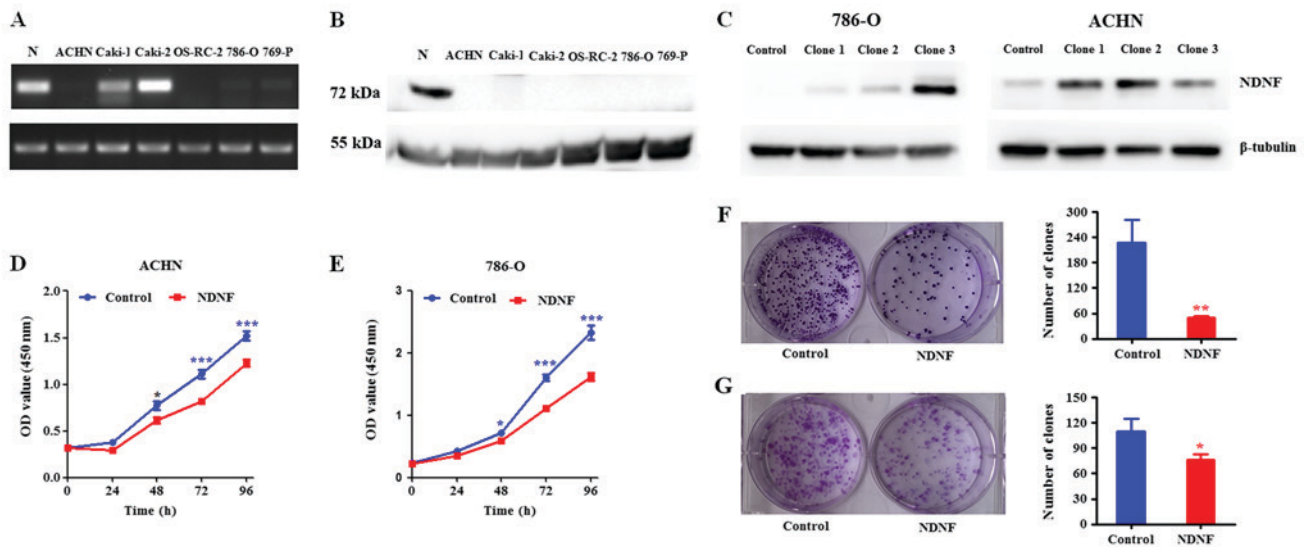 A
N ACHN Caki-1 Caki-2 OS-RC-2 786-O 769-P
B
N ACHN Caki-1 Caki-2 OS-RC-2 786-O 769-P
72 kDa
55 kDa
C
786-O
Control Clone 1 Clone 2 Clone 3
ACHN
Control Clone 1 Clone 2 Clone 3
NDNF
β-tubulin
D
ACHN
Control NDNF
OD value (450 nm)
2.0
1.5
1.0
0.5
0.0
*
***
***
0 24 48 72 96
Time (h)
E
786-O
Control NDNF
OD value (450 nm)
3
2
1
0
*
***
***
0 24 48 72 96
Time (h)
F
Control NDNF
Number of clones
300
240
180
120
60
0
**
Control NDNF
G
Control NDNF
Number of clones
150
120
90
60
30
0
*
Control NDNF